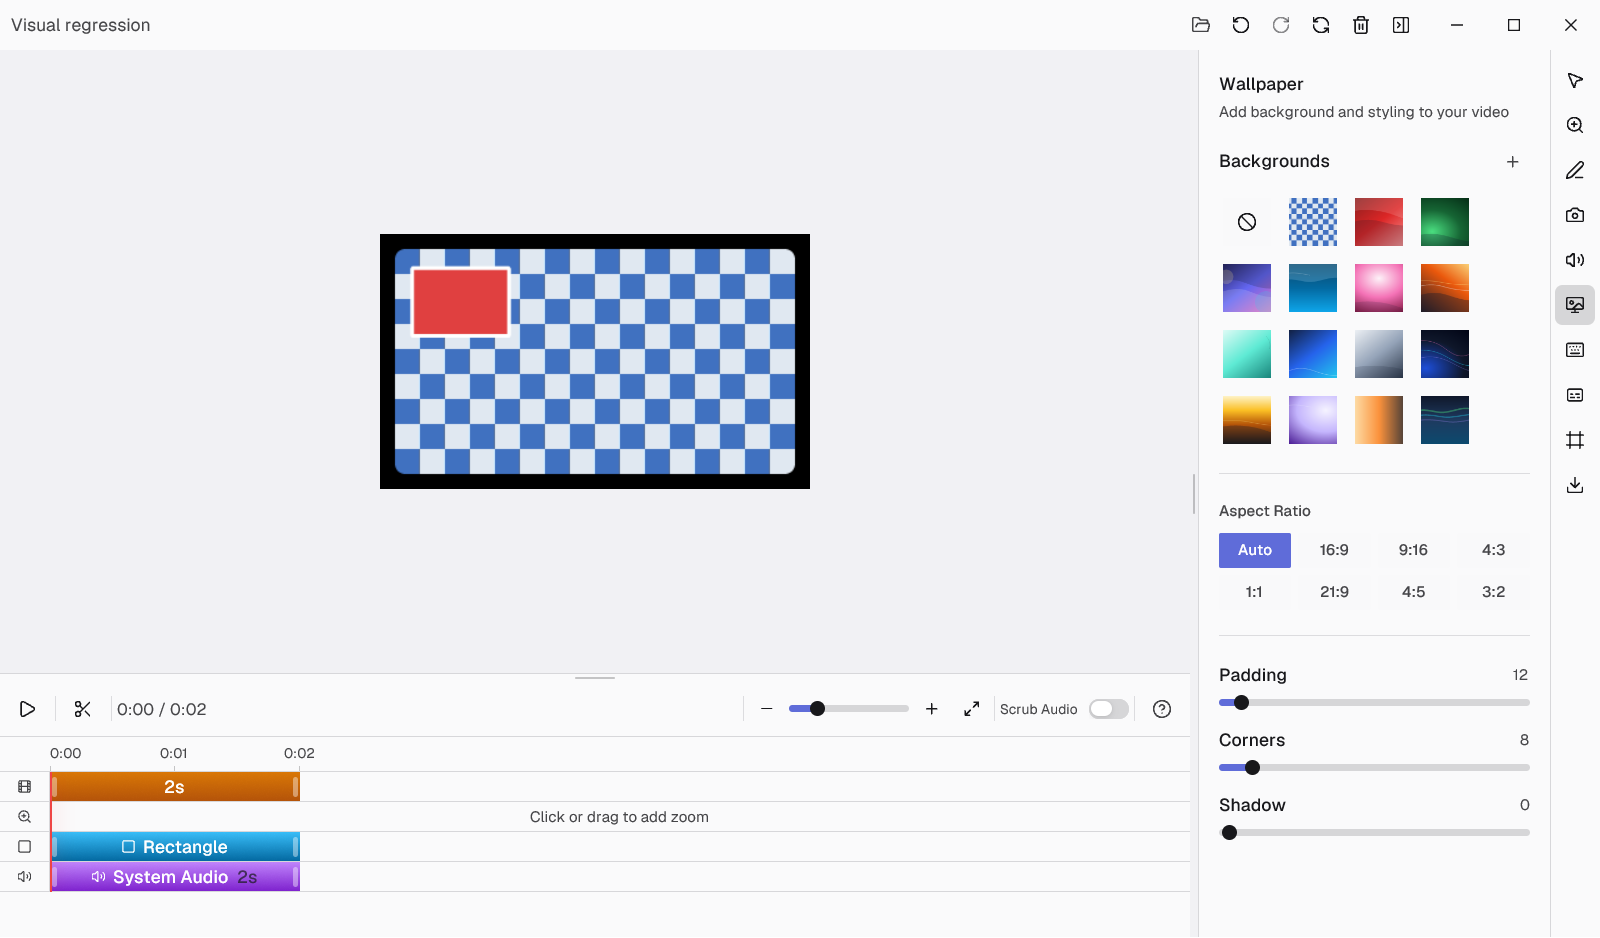 Visual regression
Wallpaper
Add background and styling to your video
Backgrounds
Aspect Ratio
Auto 16:9 9:16 4:3
1:1 21:9 4:5 3:2
Padding 12
Corners 8
Shadow 0
0:00 / 0:02
Scrub Audio
0:00 0:01 0:02
2s
Click or drag to add zoom
Rectangle
System Audio 2s